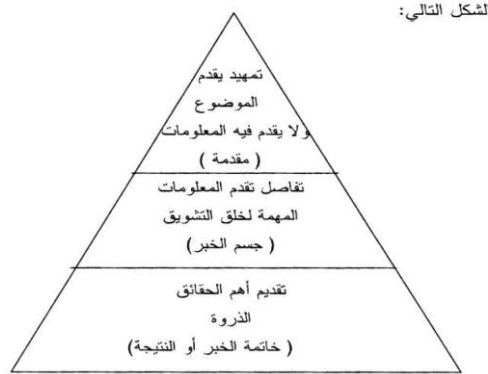 لشكل التالي:
تمهيد يقدم
الموضوع
ولا يقدم فيه المعلومات
( مقدمة )
تفاصل تقدم المعلومات
المهمة لخلق التشويق
( جسم الخبر)
تقديم أهم الحقائق
الذروة
( خاتمة الخبر أو النتيجة)